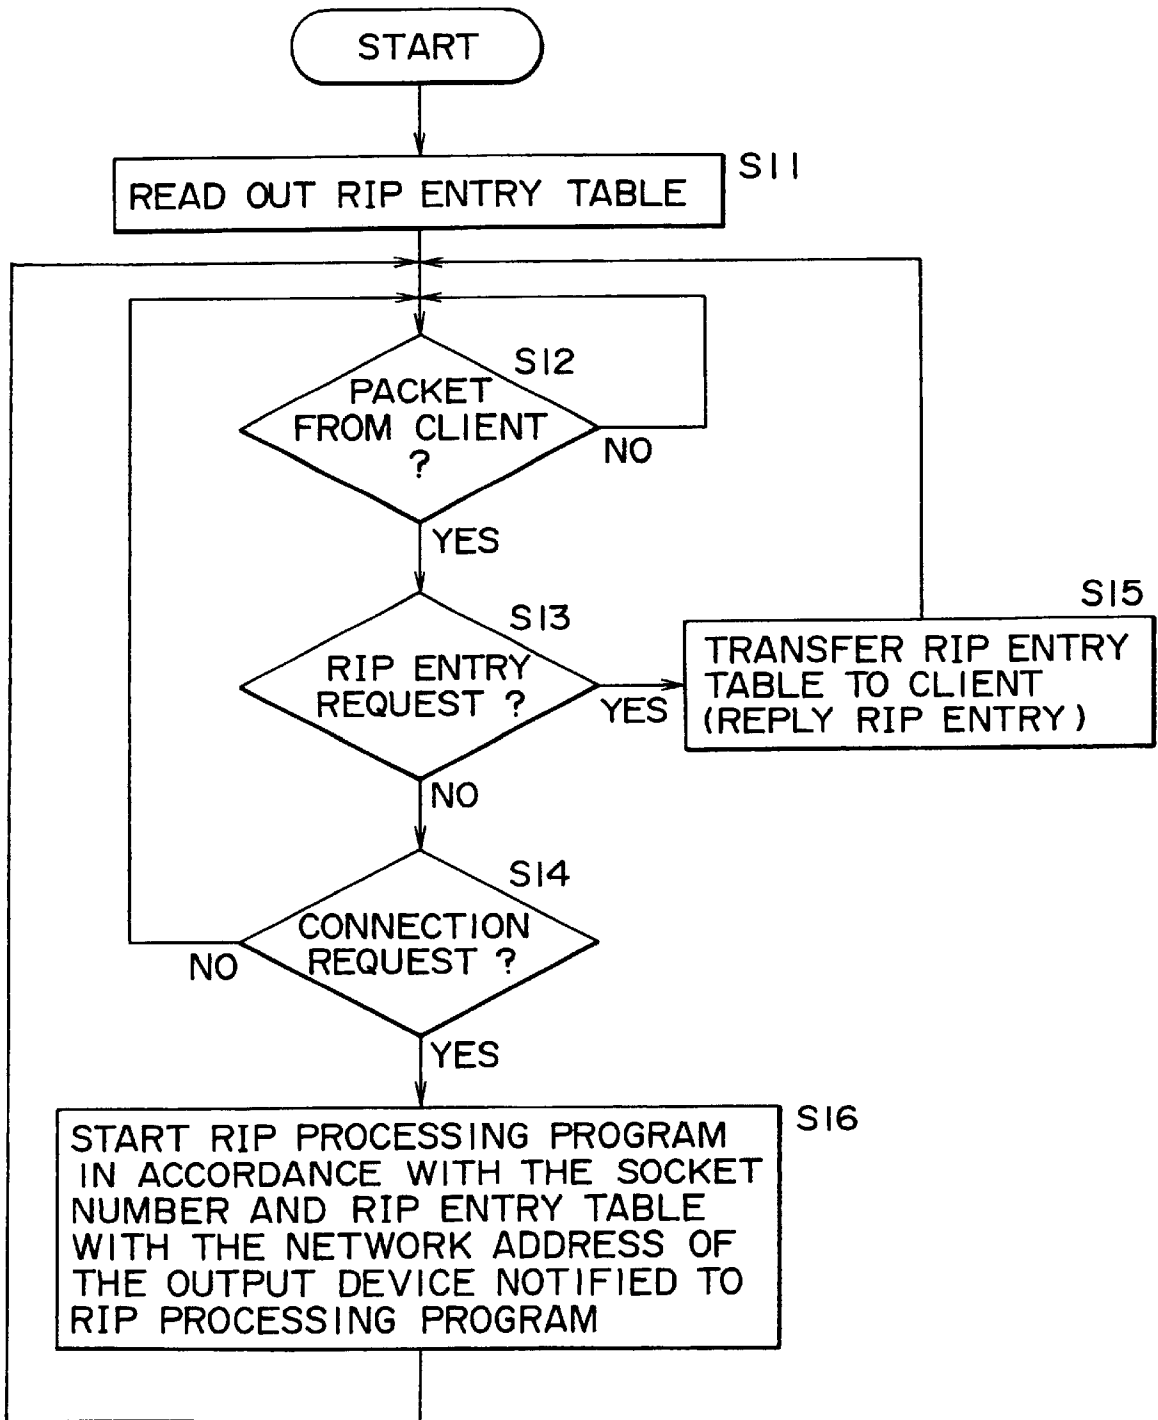 START
S11
READ OUT RIP ENTRY TABLE
S12
PACKET
FROM CLIENT
?
NO
YES
S13
RIP ENTRY
REQUEST ?
YES
S15
TRANSFER RIP ENTRY
TABLE TO CLIENT
(REPLY RIP ENTRY)
NO
S14
CONNECTION
REQUEST ?
NO
YES
S16
START RIP PROCESSING PROGRAM
IN ACCORDANCE WITH THE SOCKET
NUMBER AND RIP ENTRY TABLE
WITH THE NETWORK ADDRESS OF
THE OUTPUT DEVICE NOTIFIED TO
RIP PROCESSING PROGRAM